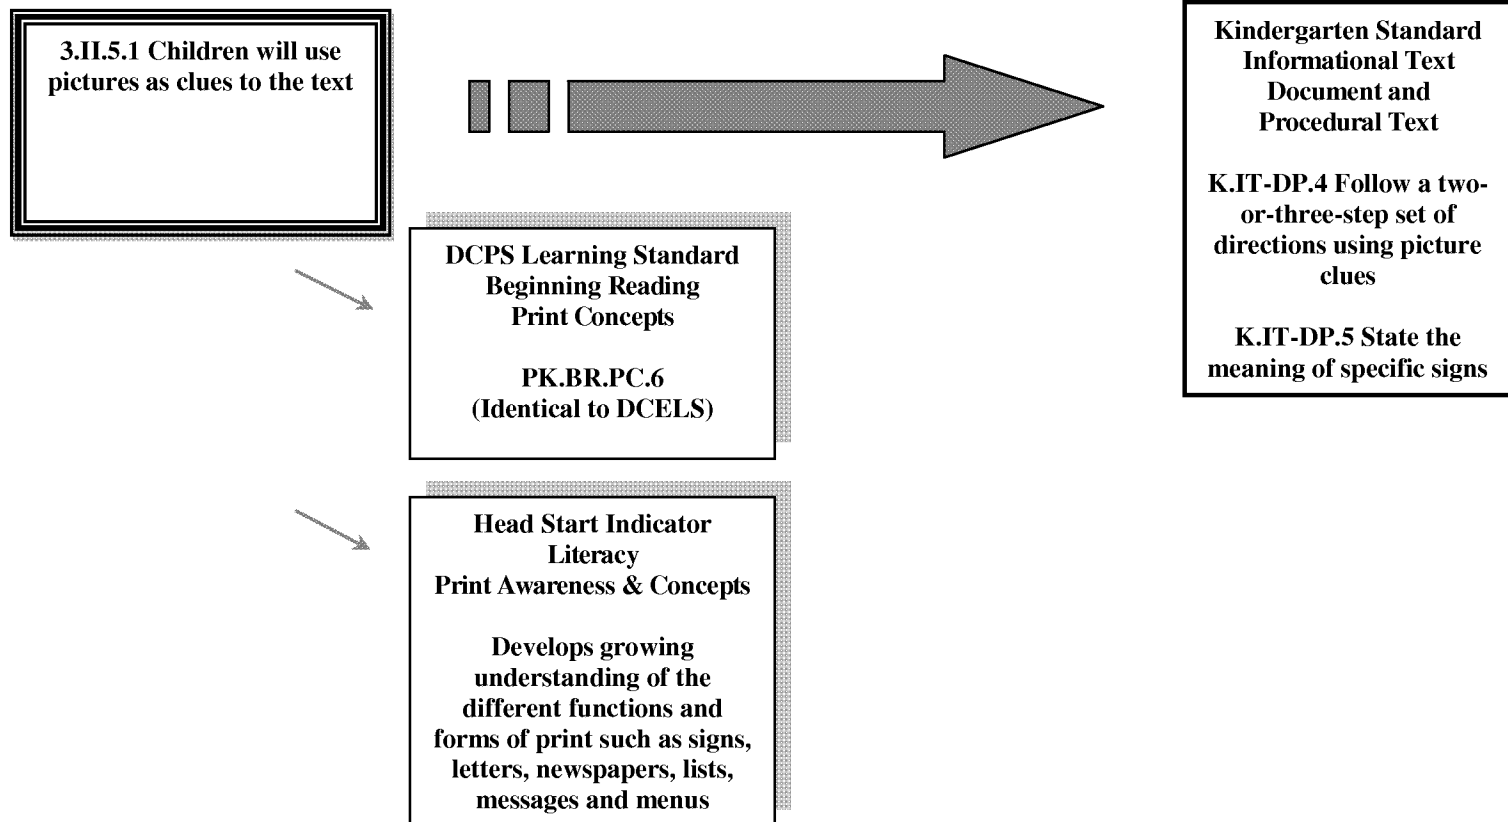 3.II.5.1 Children will use
pictures as clues to the text
Kindergarten Standard
Informational Text
Document and
Procedural Text
K.IT-DP.4 Follow a two-
or-three-step set of
directions using picture
clues
K.IT-DP.5 State the
meaning of specific signs
DCPS Learning Standard
Beginning Reading
Print Concepts
PK.BR.PC.6
(Identical to DCELS)
Head Start Indicator
Literacy
Print Awareness & Concepts
Develops growing
understanding of the
different functions and
forms of print such as signs,
letters, newspapers, lists,
messages and menus